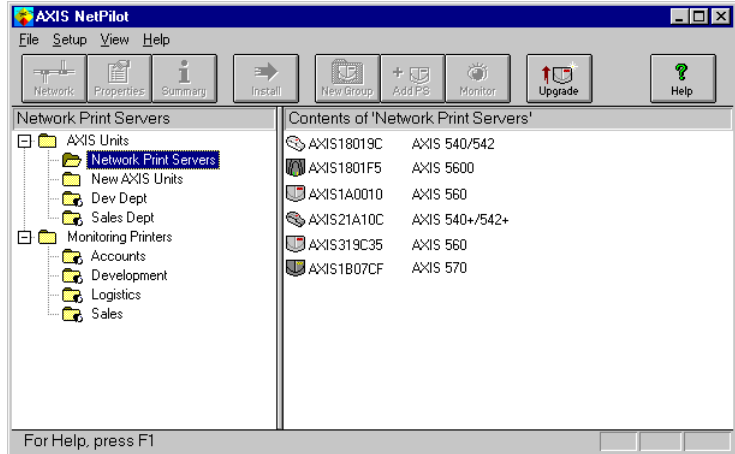 AXIS NetPilot
File Setup View Help
Network Properties Summary Install New Group Add PS Monitor Upgrade Help
Network Print Servers
Contents of 'Network Print Servers'
AXIS Units
Network Print Servers
New AXIS Units
Dev Dept
Sales Dept
Monitoring Printers
Accounts
Development
Logistics
Sales
AXIS18019C AXIS 540/542
AXIS1801F5 AXIS 5600
AXIS1A0010 AXIS 560
AXIS21A10C AXIS 540+/542+
AXIS319C35 AXIS 560
AXIS1B07CF AXIS 570
For Help, press F1